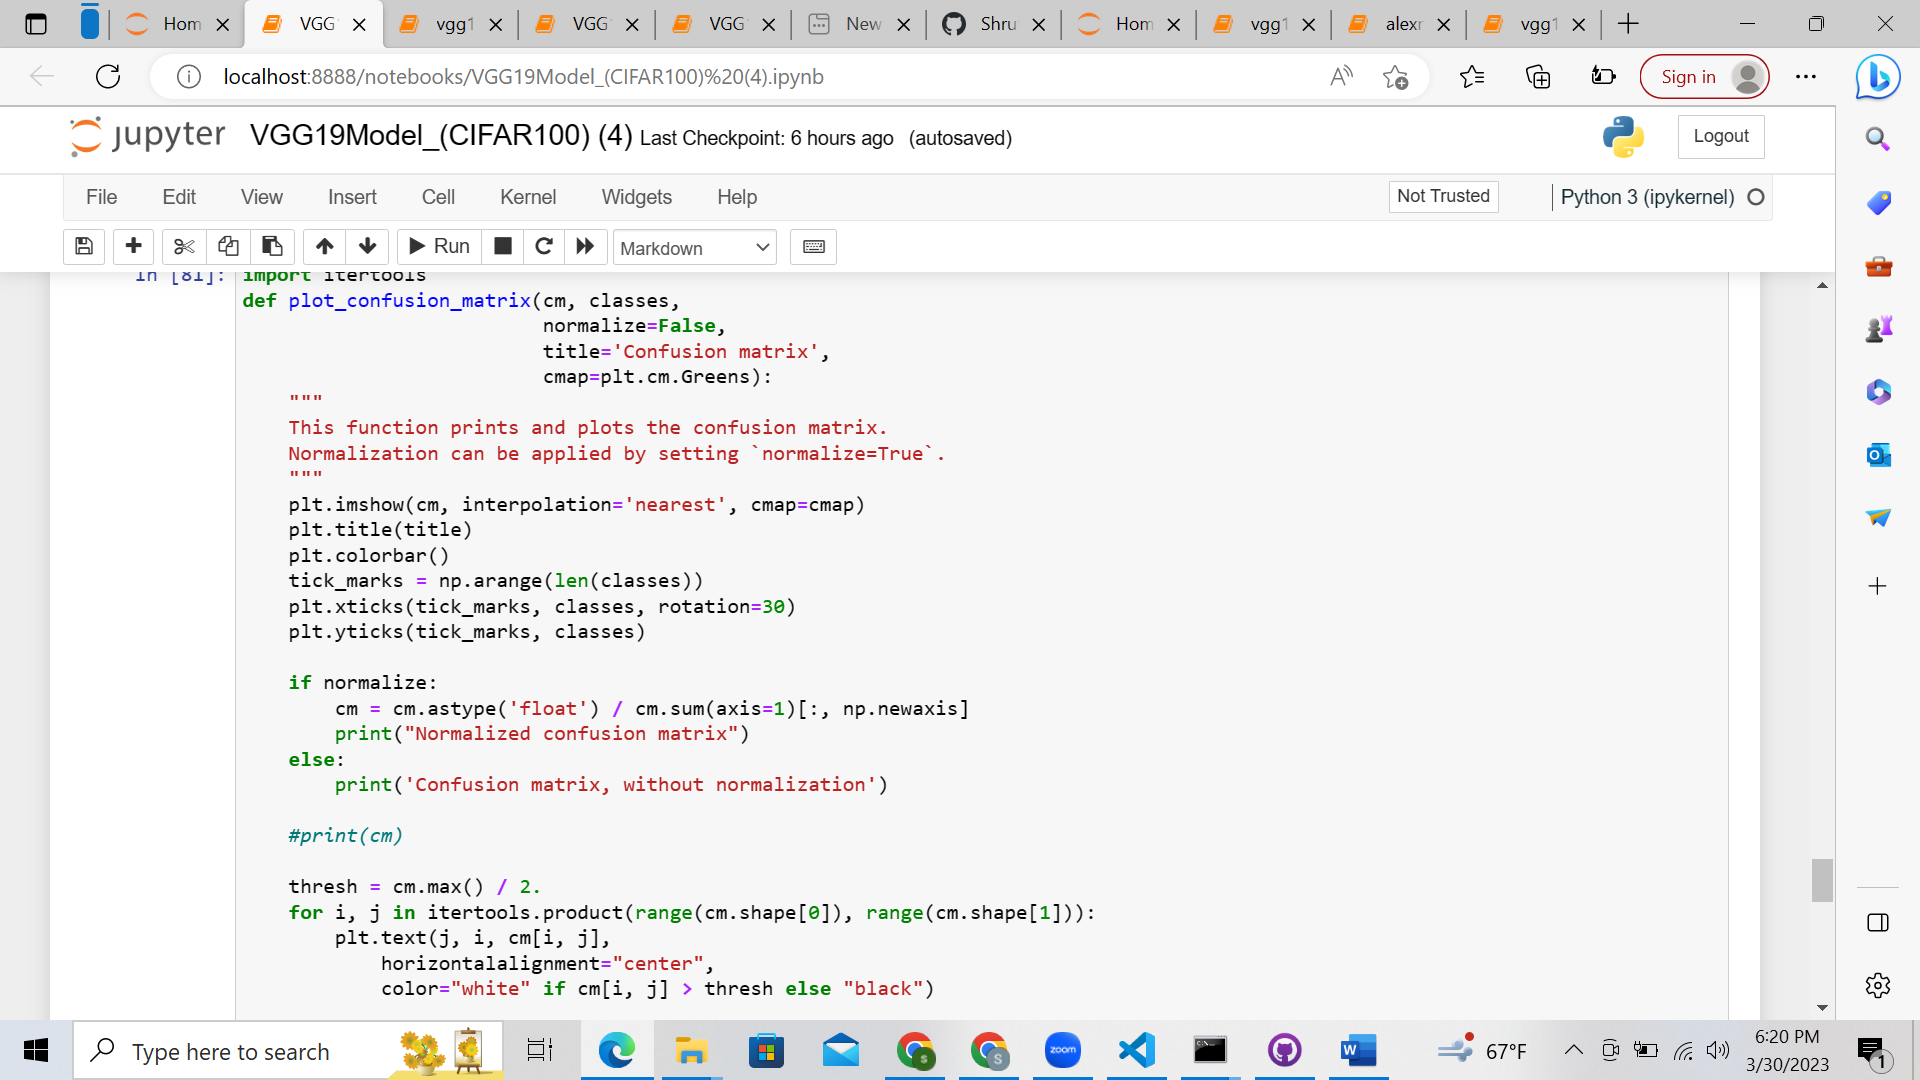 Hom VGG vgg1 VGG VGG New Shru Hom vgg1 alexr vgg1
localhost:8888/notebooks/VGG19Model_(CIFAR100)%20(4).ipynb
Sign in
jupyter VGG19Model_(CIFAR100) (4) Last Checkpoint: 6 hours ago (autosaved)
Logout
File Edit View Insert Cell Kernel Widgets Help
Not Trusted
Python 3 (ipykernel)
Run
Markdown
In [81]: import itertools
def plot_confusion_matrix(cm, classes,
normalize=False,
title='Confusion matrix',
cmap=plt.cm.Greens):
"""
This function prints and plots the confusion matrix.
Normalization can be applied by setting `normalize=True`.
"""
plt.imshow(cm, interpolation='nearest', cmap=cmap)
plt.title(title)
plt.colorbar()
tick_marks = np.arange(len(classes))
plt.xticks(tick_marks, classes, rotation=30)
plt.yticks(tick_marks, classes)
if normalize:
cm = cm.astype('float') / cm.sum(axis=1)[:, np.newaxis]
print("Normalized confusion matrix")
else:
print('Confusion matrix, without normalization')
#print(cm)
thresh = cm.max() / 2.
for i, j in itertools.product(range(cm.shape[0]), range(cm.shape[1])):
plt.text(j, i, cm[i, j],
horizontalalignment="center",
color="white" if cm[i, j] > thresh else "black")
Type here to search
zoom
67°F
6:20 PM
3/30/2023
1